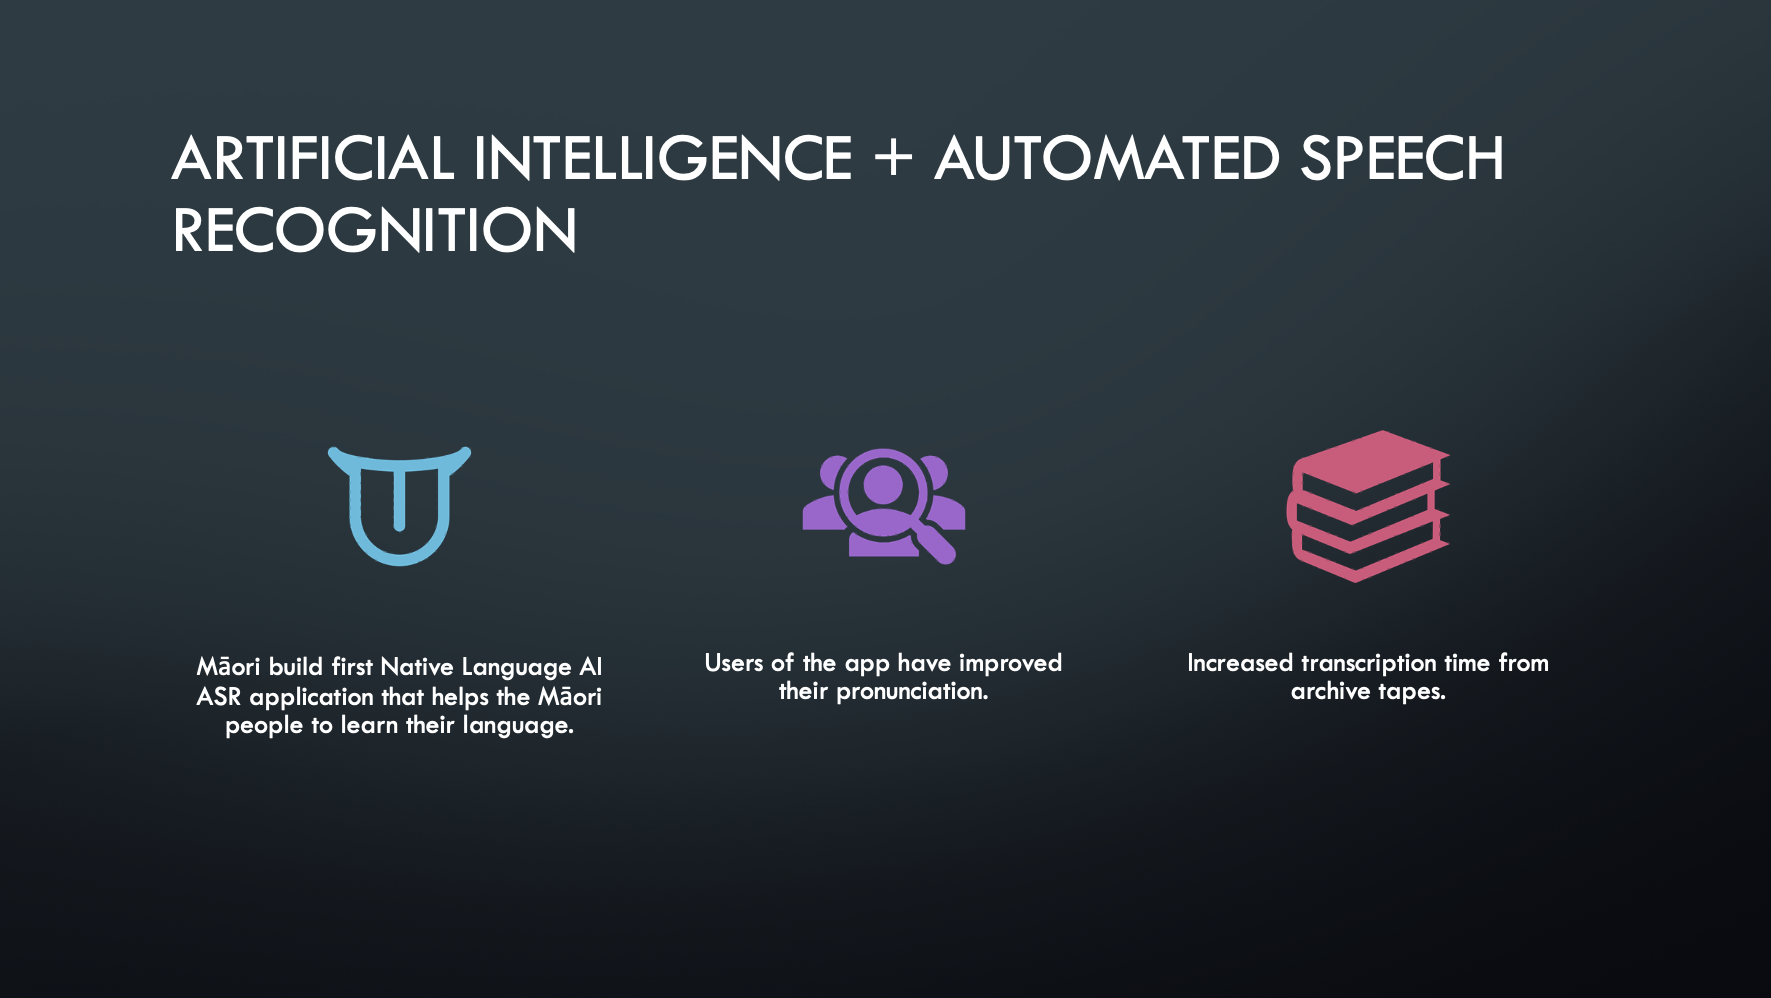 ARTIFICIAL INTELLIGENCE + AUTOMATED SPEECH
RECOGNITION
Māori build first Native Language AI
ASR application that helps the Māori
people to learn their language.
Users of the app have improved
their pronunciation.
Increased transcription time from
archive tapes.